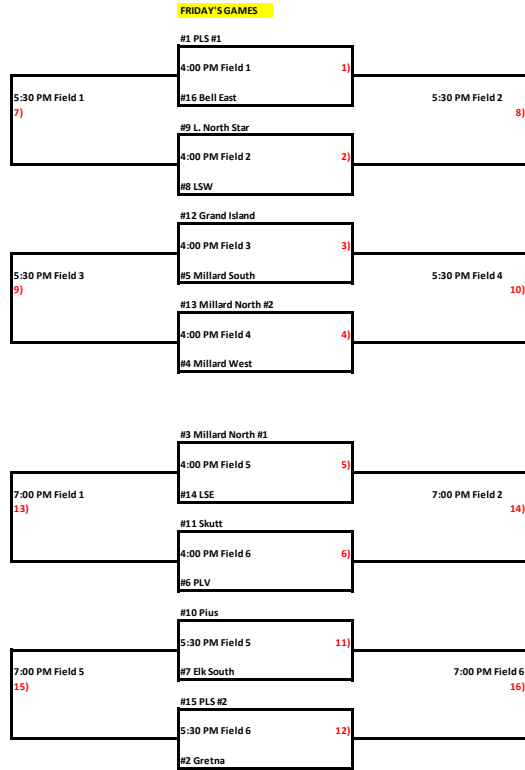 FRIDAY'S GAMES
#1 PLS #1
4:00 PM Field 1 1)
5:30 PM Field 1 #16 Bell East 5:30 PM Field 2
7) 8)
#9 L. North Star
4:00 PM Field 2 2)
#8 LSW
#12 Grand Island
4:00 PM Field 3 3)
5:30 PM Field 3 #5 Millard South 5:30 PM Field 4
9) 10)
#13 Millard North #2
4:00 PM Field 4 4)
#4 Millard West
#3 Millard North #1
4:00 PM Field 5 5)
7:00 PM Field 1 #14 LSE 7:00 PM Field 2
13) 14)
#11 Skutt
4:00 PM Field 6 6)
#6 PLV
#10 Pius
5:30 PM Field 5 11)
7:00 PM Field 5 #7 Elk South 7:00 PM Field 6
15) 16)
#15 PLS #2
5:30 PM Field 6 12)
#2 Gretna